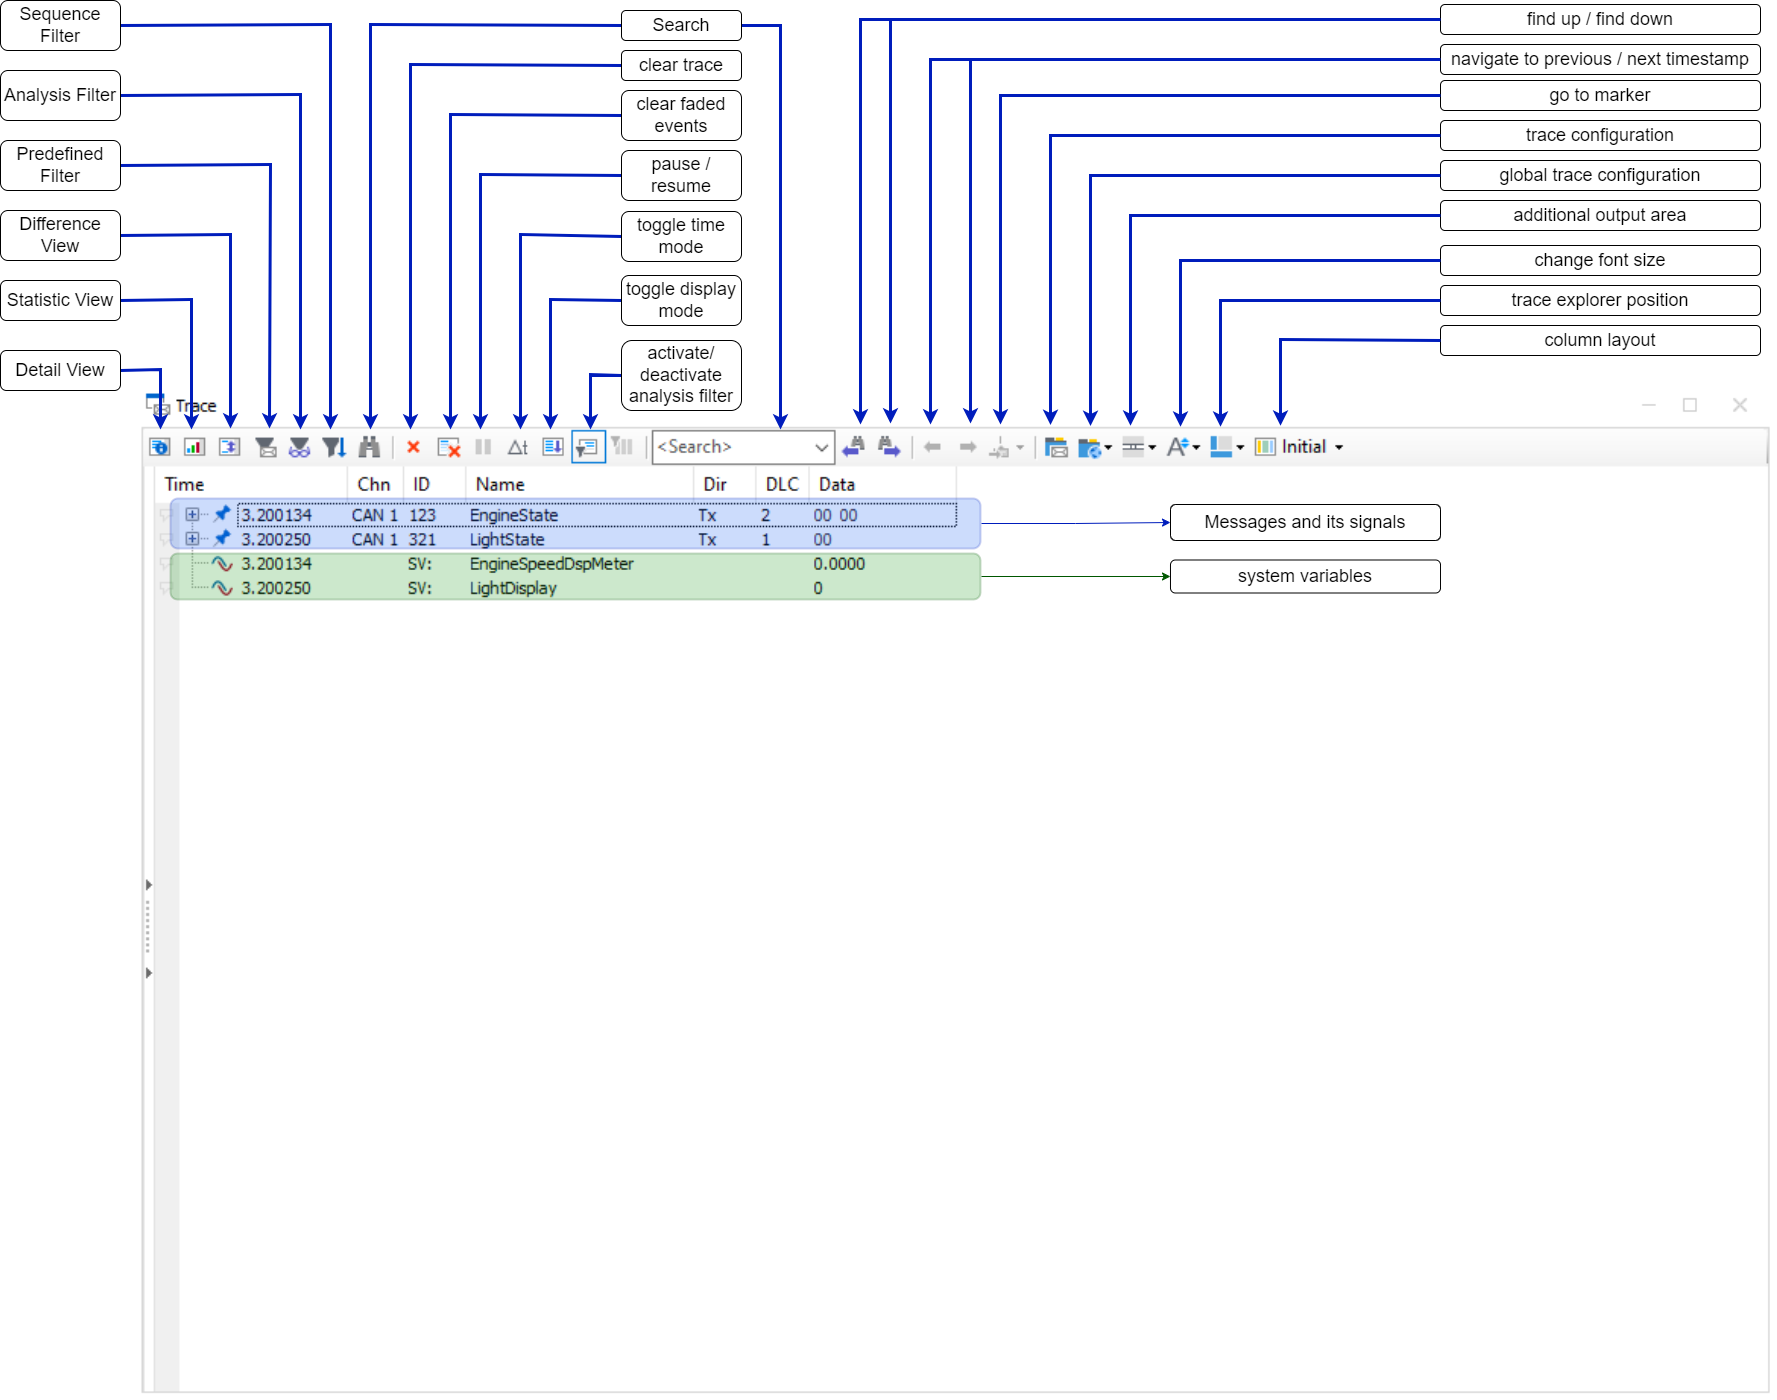 Sequence
Filter
Analysis Filter
Predefined
Filter
Difference
View
Statistic View
Detail View
Search
clear trace
clear faded
events
pause /
resume
toggle time
mode
toggle display
mode
activate/
deactivate
analysis filter
find up / find down
navigate to previous / next timestamp
go to marker
trace configuration
global trace configuration
additional output area
change font size
trace explorer position
column layout
Trace
Δt <Search> A Initial
Time Chn ID Name Dir DLC Data
3.200134 CAN 1 123 EngineState Tx 2 00 00
3.200250 CAN 1 321 LightState Tx 1 00
3.200134 SV: EngineSpeedDspMeter 0.0000
3.200250 SV: LightDisplay 0
Messages and its signals
system variables